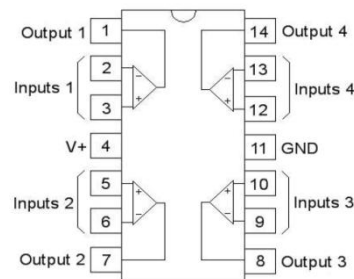 Output 1 1 14 Output 4
2 − − 13
Inputs 1 Inputs 4
3 + + 12
V+ 4 11 GND
5 + + 10
Inputs 2 Inputs 3
6 − − 9
Output 2 7 8 Output 3